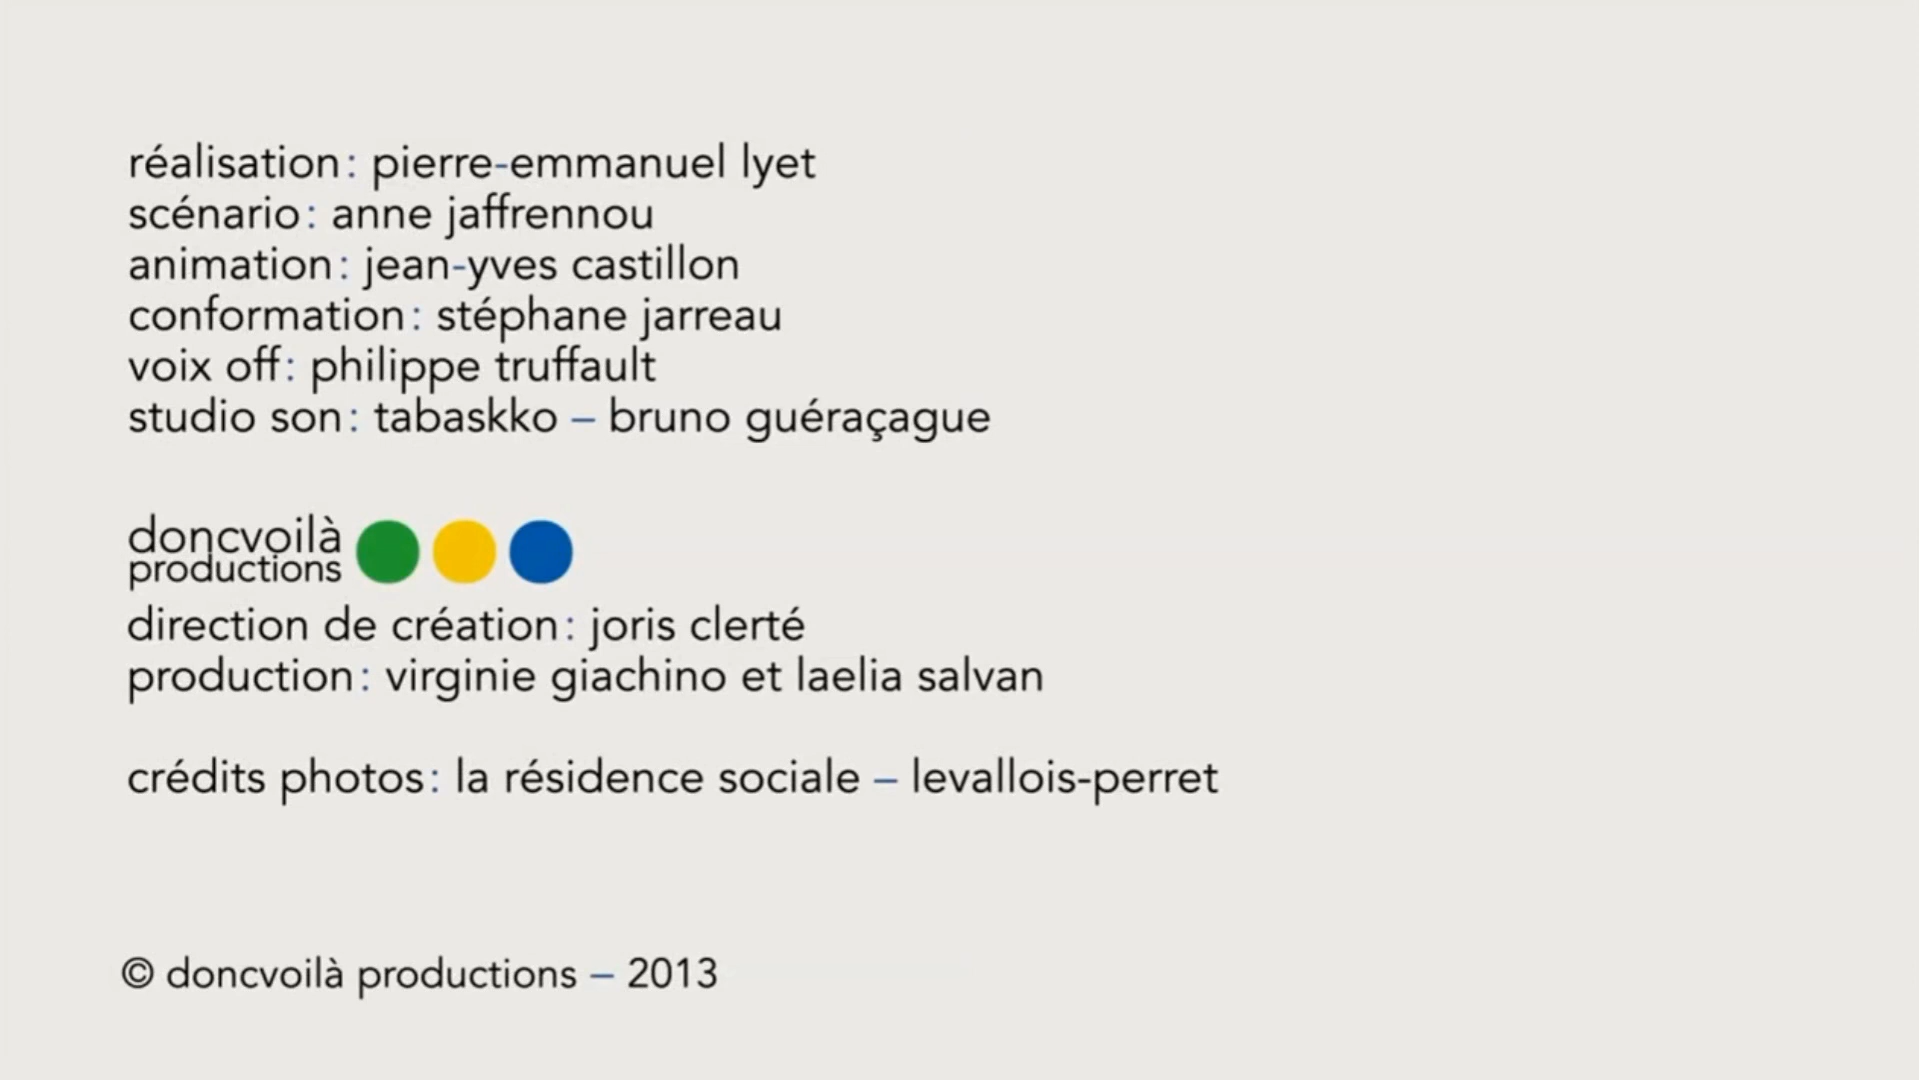 réalisation : pierre-emmanuel lyet
scénario : anne jaffrennou
animation : jean-yves castillon
conformation : stéphane jarreau
voix off : philippe truffault
studio son : tabaskko – bruno guéraçague
doncvoilà
productions
direction de création : joris clerté
production : virginie giachino et laelia salvan
crédits photos : la résidence sociale – levallois-perret
© doncvoilà productions – 2013